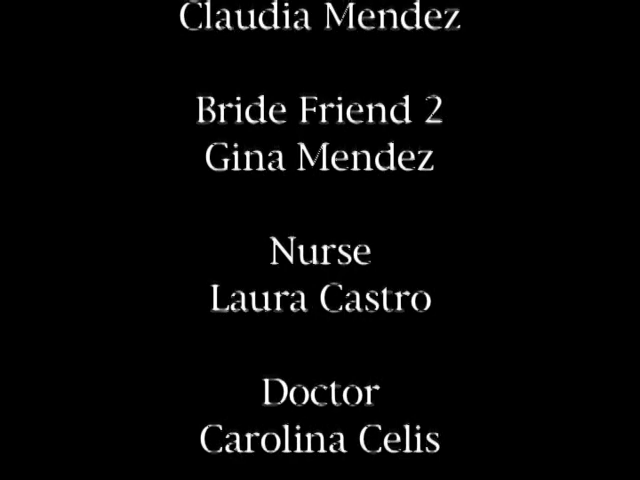 Claudia Mendez
Bride Friend 2
Gina Mendez
Nurse
Laura Castro
Doctor
Carolina Celis